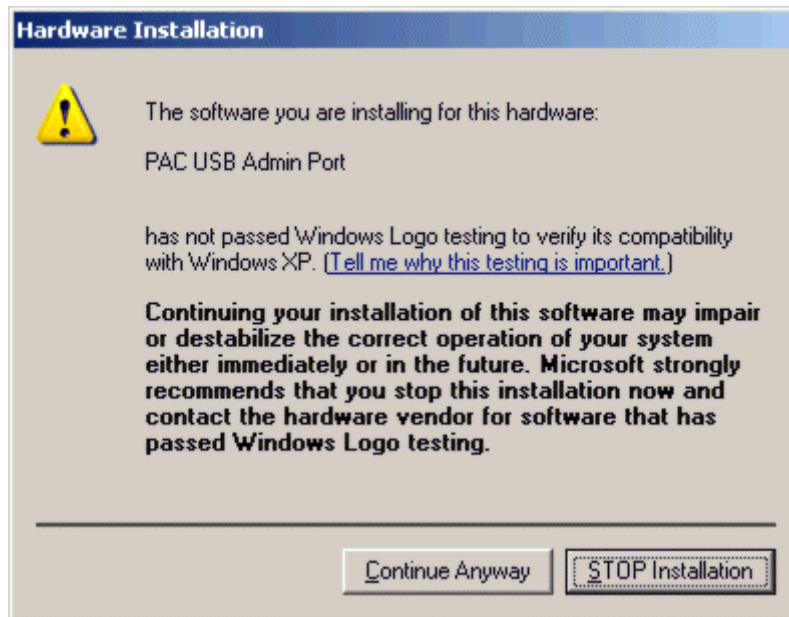 Hardware Installation
The software you are installing for this hardware:
PAC USB Admin Port
has not passed Windows Logo testing to verify its compatibility
with Windows XP. (Tell me why this testing is important.)
Continuing your installation of this software may impair
or destabilize the correct operation of your system
either immediately or in the future. Microsoft strongly
recommends that you stop this installation now and
contact the hardware vendor for software that has
passed Windows Logo testing.
Continue Anyway
STOP Installation